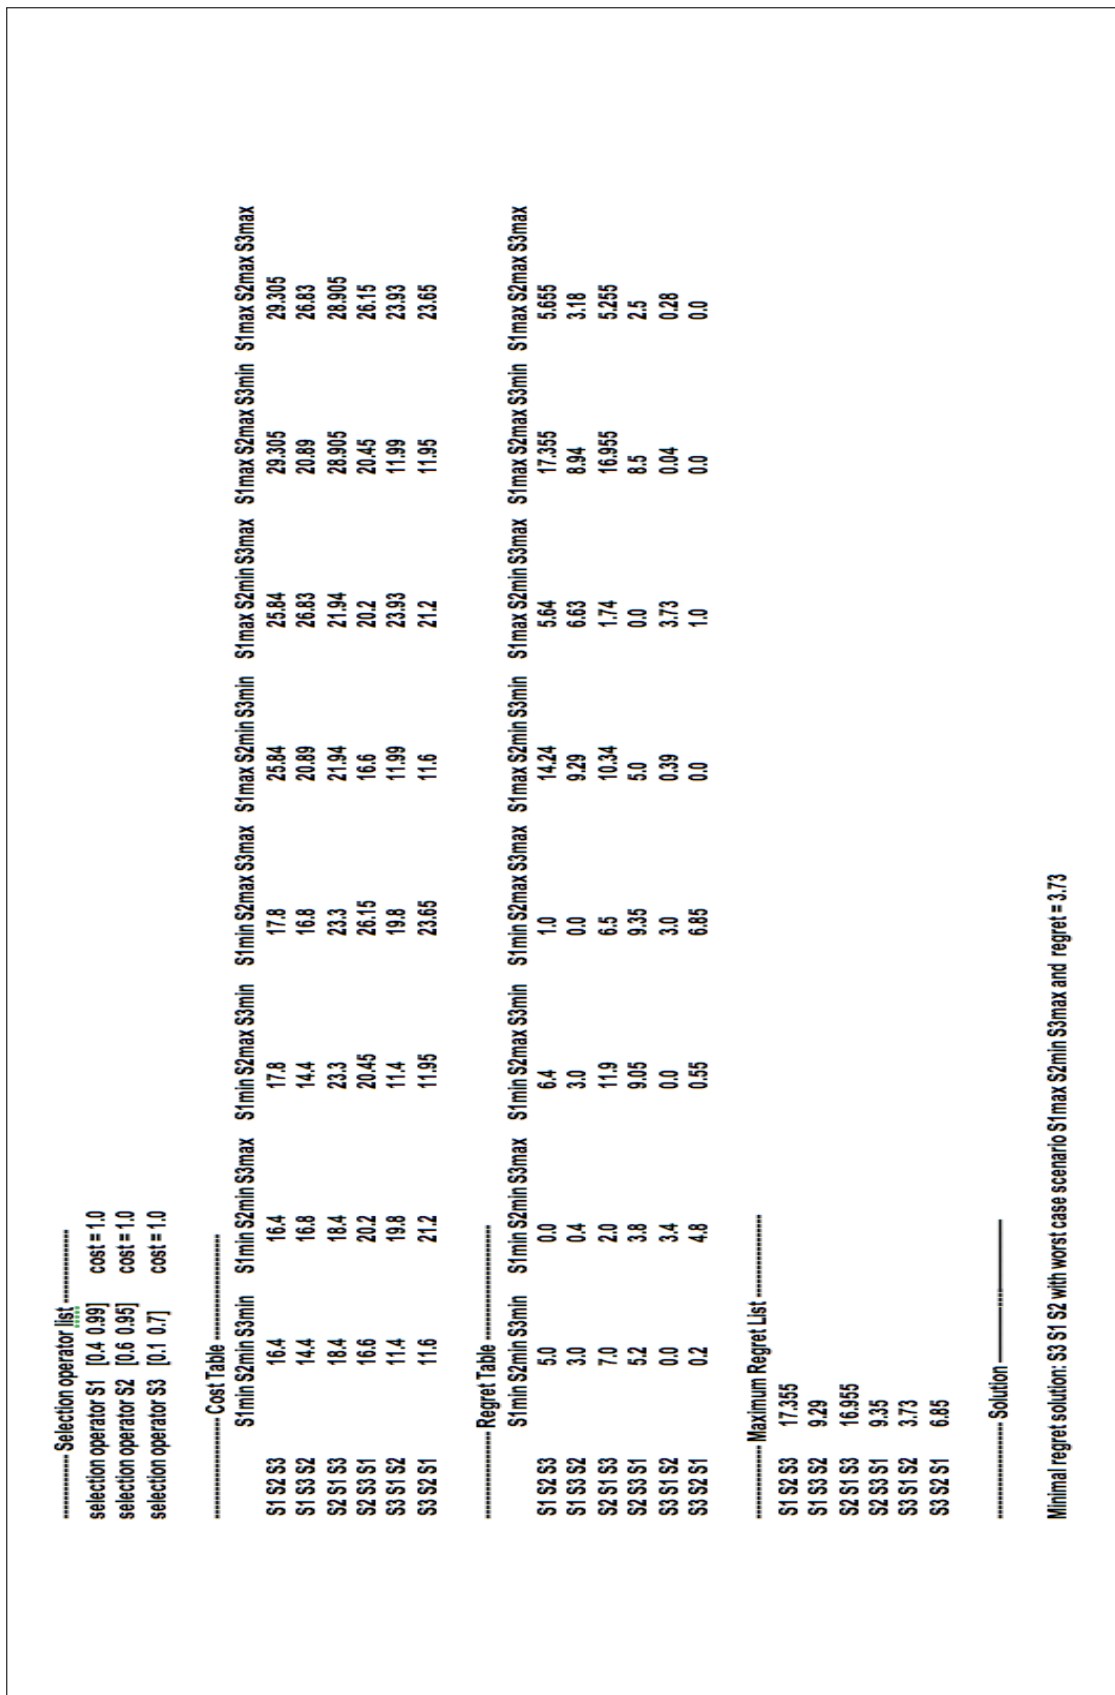 ------------ Selection operator list ------------
selection operator S1 [0.4 0.99] cost = 1.0
selection operator S2 [0.6 0.95] cost = 1.0
selection operator S3 [0.1 0.7] cost = 1.0
------------ Cost Table ------------
S1min S2min S3min S1min S2min S3max S1min S2max S3min S1min S2max S3max S1max S2min S3min S1max S2min S3max S1max S2max S3min S1max S2max S3max
S1 S2 S3 16.4 16.4 17.8 17.8 25.84 25.84 29.305 29.305
S1 S3 S2 14.4 16.8 14.4 16.8 20.89 26.83 20.89 26.83
S2 S1 S3 18.4 18.4 23.3 23.3 21.94 21.94 28.905 28.905
S2 S3 S1 16.6 20.2 20.45 26.15 16.6 20.2 20.45 26.15
S3 S1 S2 11.4 19.8 11.4 19.8 11.99 23.93 11.99 23.93
S3 S2 S1 11.6 21.2 11.95 23.65 11.6 21.2 11.95 23.65
------------ Regret Table ------------
S1min S2min S3min S1min S2min S3max S1min S2max S3min S1min S2max S3max S1max S2min S3min S1max S2min S3max S1max S2max S3min S1max S2max S3max
S1 S2 S3 5.0 0.0 6.4 1.0 14.24 5.64 17.355 5.655
S1 S3 S2 3.0 0.4 3.0 0.0 9.29 6.63 8.94 3.18
S2 S1 S3 7.0 2.0 11.9 6.5 10.34 1.74 16.955 5.255
S2 S3 S1 5.2 3.8 9.05 9.35 5.0 0.0 8.5 2.5
S3 S1 S2 0.0 3.4 0.0 3.0 0.39 3.73 0.04 0.28
S3 S2 S1 0.2 4.8 0.55 6.85 0.0 1.0 0.0 0.0
------------ Maximum Regret List ------------
S1 S2 S3 17.355
S1 S3 S2 9.29
S2 S1 S3 16.955
S2 S3 S1 9.35
S3 S1 S2 3.73
S3 S2 S1 6.85
------------ Solution ------------
Minimal regret solution: S3 S1 S2 with worst case scenario S1max S2min S3max and regret = 3.73